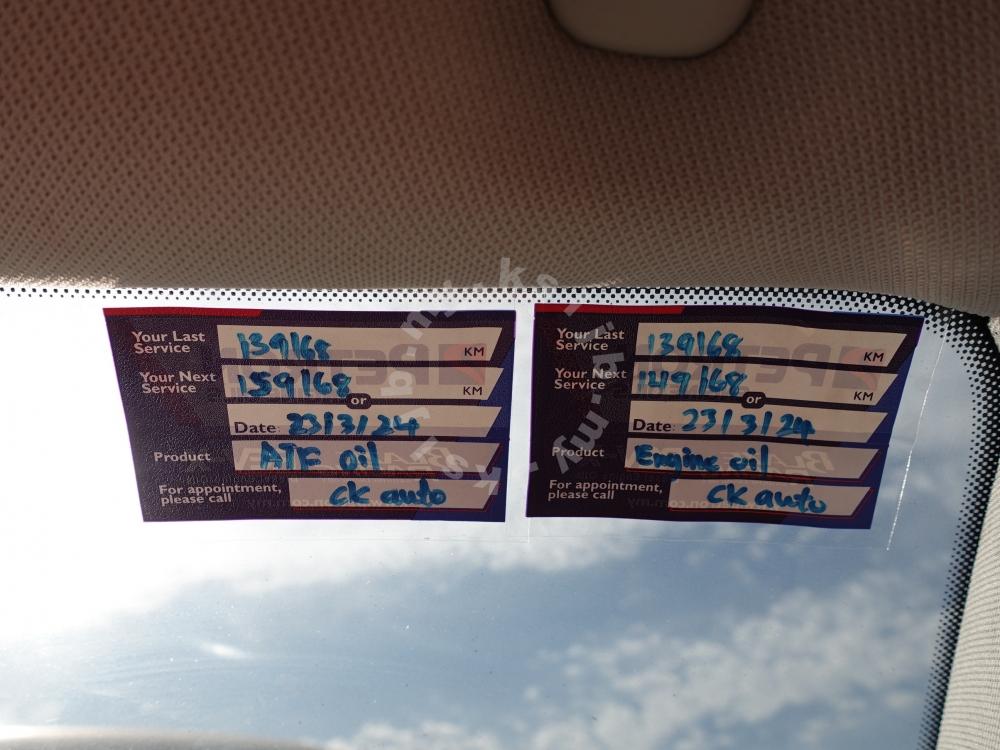 Your Last Service 139168 KM
Your Next Service 159168 KM
or
Date: 23/3/24
Product ATF oil
For appointment, please call CK auto
Your Last Service 139168 KM
Your Next Service 149168 KM
or
Date: 23/3/24
Product Engine oil
For appointment, please call CK auto